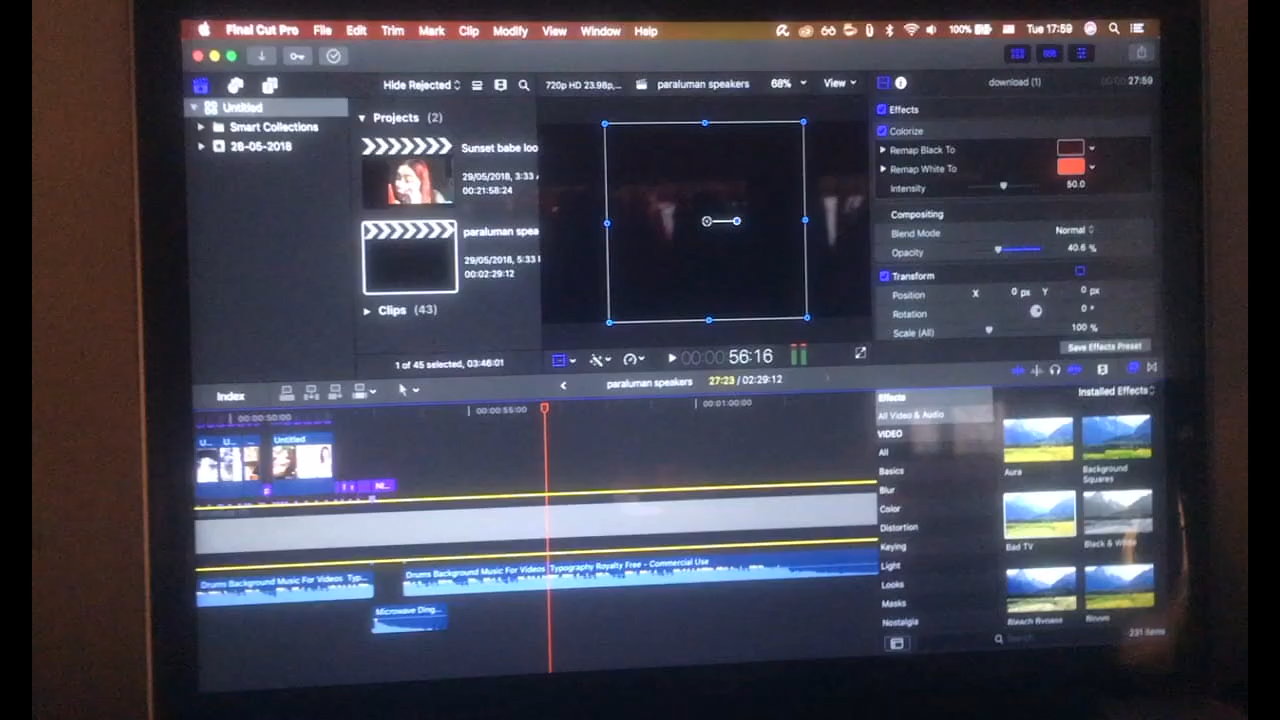 Final Cut Pro File Edit Trim Mark Clip Modify View Window Help 100% Tue 17:59
Hide Rejected 720p HD 23.98p,... paraluman speakers 68% View download (1) 27:59
Untitled
Smart Collections
28-05-2018
Projects (2)
Sunset babe loo
29/05/2018, 3:33
00:21:58:24
paraluman spea
29/05/2018, 5:33
00:02:29:12
Clips (43)
1 of 45 selected, 03:46:01
00:00:56:16
Effects
Colorize
Remap Black To
Remap White To
Intensity 50.0
Compositing
Blend Mode Normal
Opacity 40.6 %
Transform
Position X 0 px Y 0 px
Rotation 0 °
Scale (All) 100 %
Save Effects Preset
Index paraluman speakers 27:23 / 02:29:12
00:00:50:00 00:00:55:00 00:01:00:00
U... U... Untitled
Drums Background Music For Videos Typ...
Drums Background Music For Videos Typography Royalty Free - Commercial Use
Microwave Ding...
Effects Installed Effects
All Video & Audio
VIDEO
All
Basics
Blur
Color
Distortion
Keying
Light
Looks
Masks
Nostalgia
Aura Background Squares
Bad TV Black & White
Bleach Bypass Bloom
Search 231 items